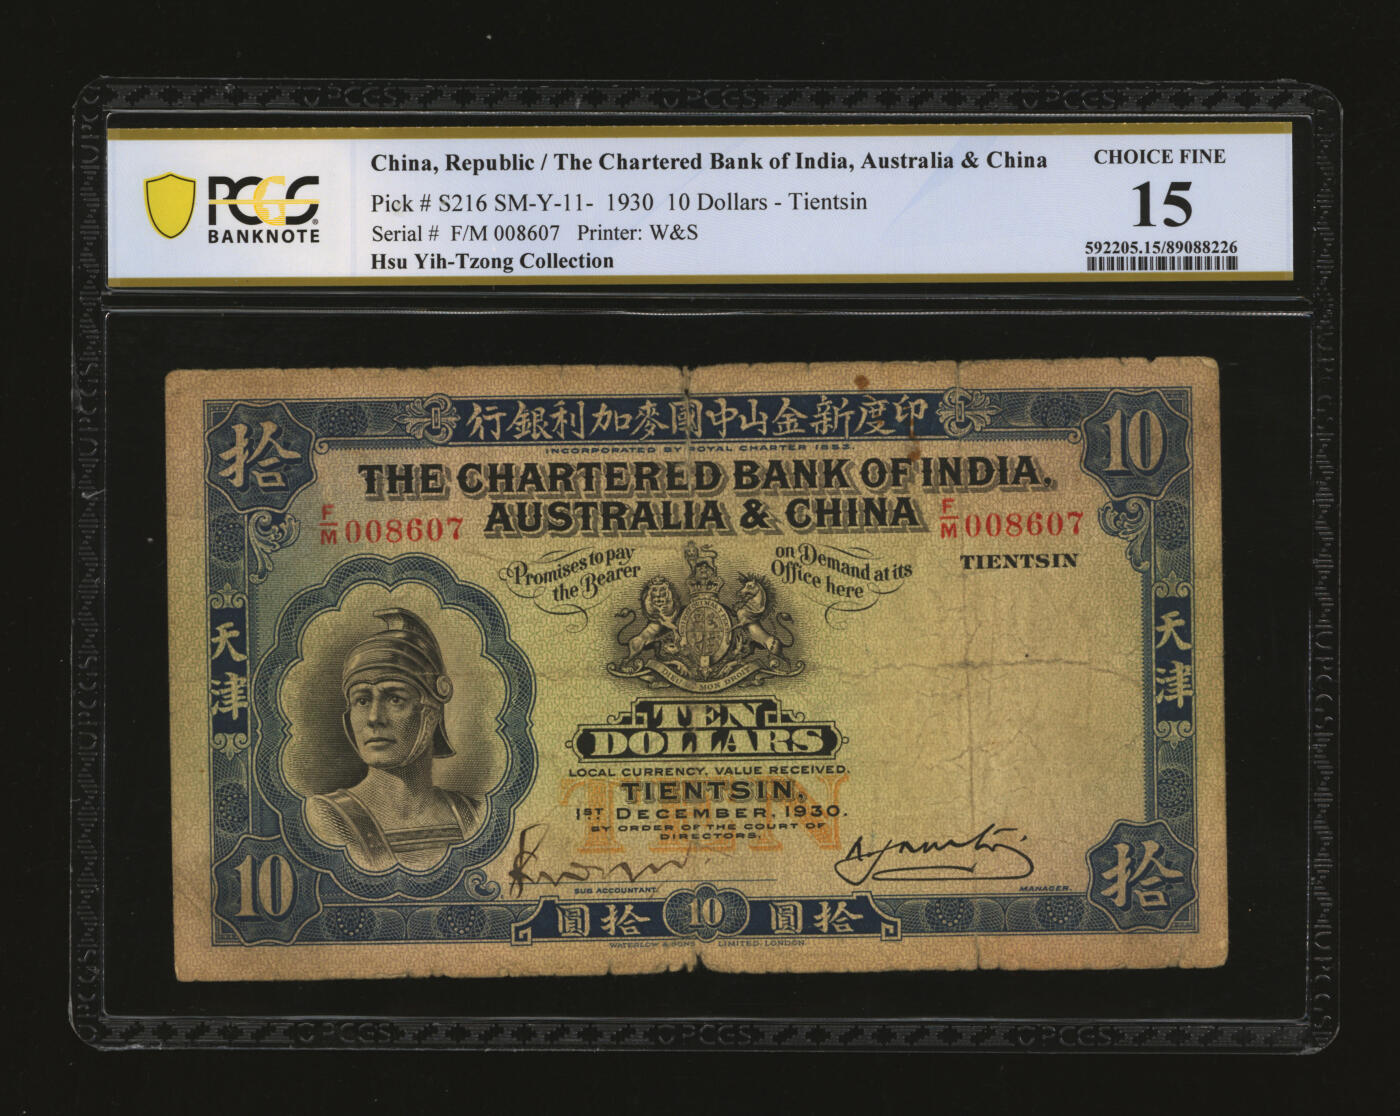 PCGS
BANKNOTE
China, Republic / The Chartered Bank of India, Australia & China
Pick # S216 SM-Y-11- 1930 10 Dollars - Tientsin
Serial # F/M 008607 Printer: W&S
Hsu Yih-Tzong Collection
CHOICE FINE
15
592205.15/89088226
拾
行銀利加麥國中山金新度印
10
INCORPORATED BY ROYAL CHARTER 1853.
THE CHARTERED BANK OF INDIA,
AUSTRALIA & CHINA
F/M 008607
F/M 008607
Promises to pay
the Bearer
on Demand at its
Office here
TIENTSIN
天津
天津
DIEU ET MON DROIT
TEN
DOLLARS
LOCAL CURRENCY, VALUE RECEIVED.
TEN
TIENTSIN,
1ST DECEMBER, 1930.
BY ORDER OF THE COURT OF
DIRECTORS.
SUB ACCOUNTANT.
MANAGER.
10
圓拾
10
圓拾
拾
WATERLOW & SONS LIMITED, LONDON